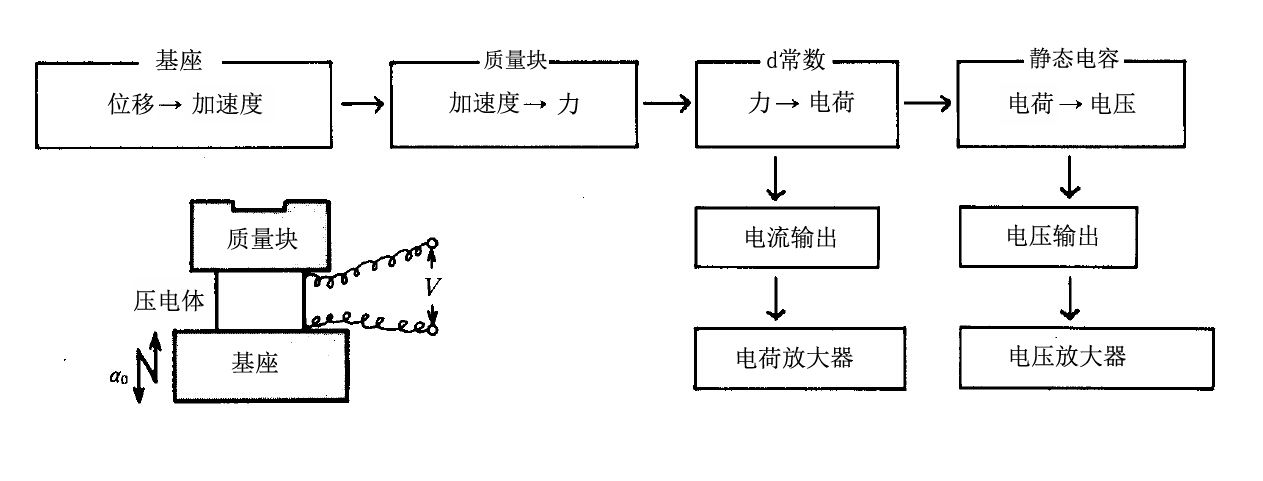 基座
位移→加速度
质量块
加速度→力
d常数
力→电荷
静态电容
电荷→电压
电流输出
电压输出
电荷放大器
电压放大器
质量块
压电体
V
基座
α₀